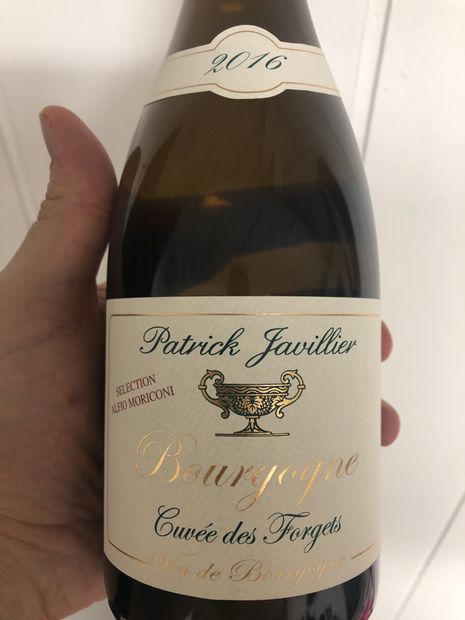 2016
Patrick Javillier
SELECTION
ALFIO MORICONI
Bourgogne
Cuvée des Forgets
Vin de Bourgogne